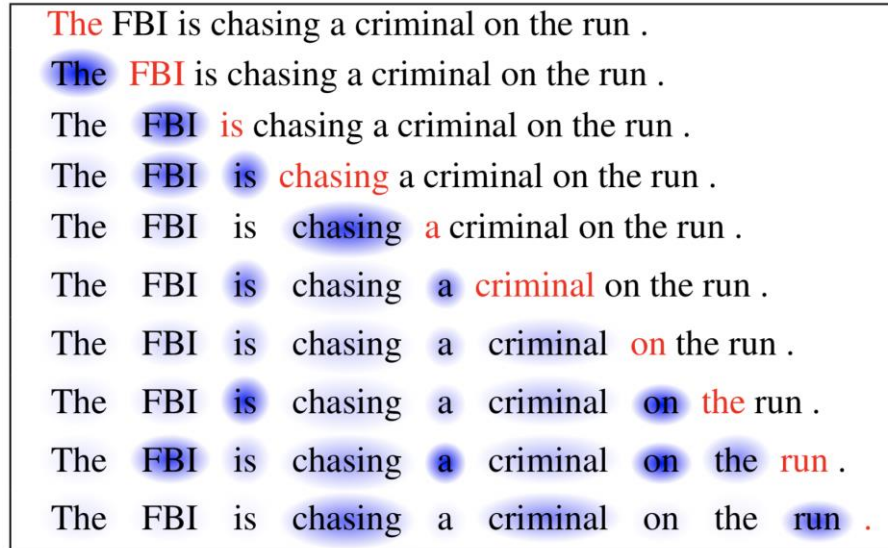 The FBI is chasing a criminal on the run .
The FBI is chasing a criminal on the run .
The FBI is chasing a criminal on the run .
The FBI is chasing a criminal on the run .
The FBI is chasing a criminal on the run .
The FBI is chasing a criminal on the run .
The FBI is chasing a criminal on the run .
The FBI is chasing a criminal on the run .
The FBI is chasing a criminal on the run .
The FBI is chasing a criminal on the run .